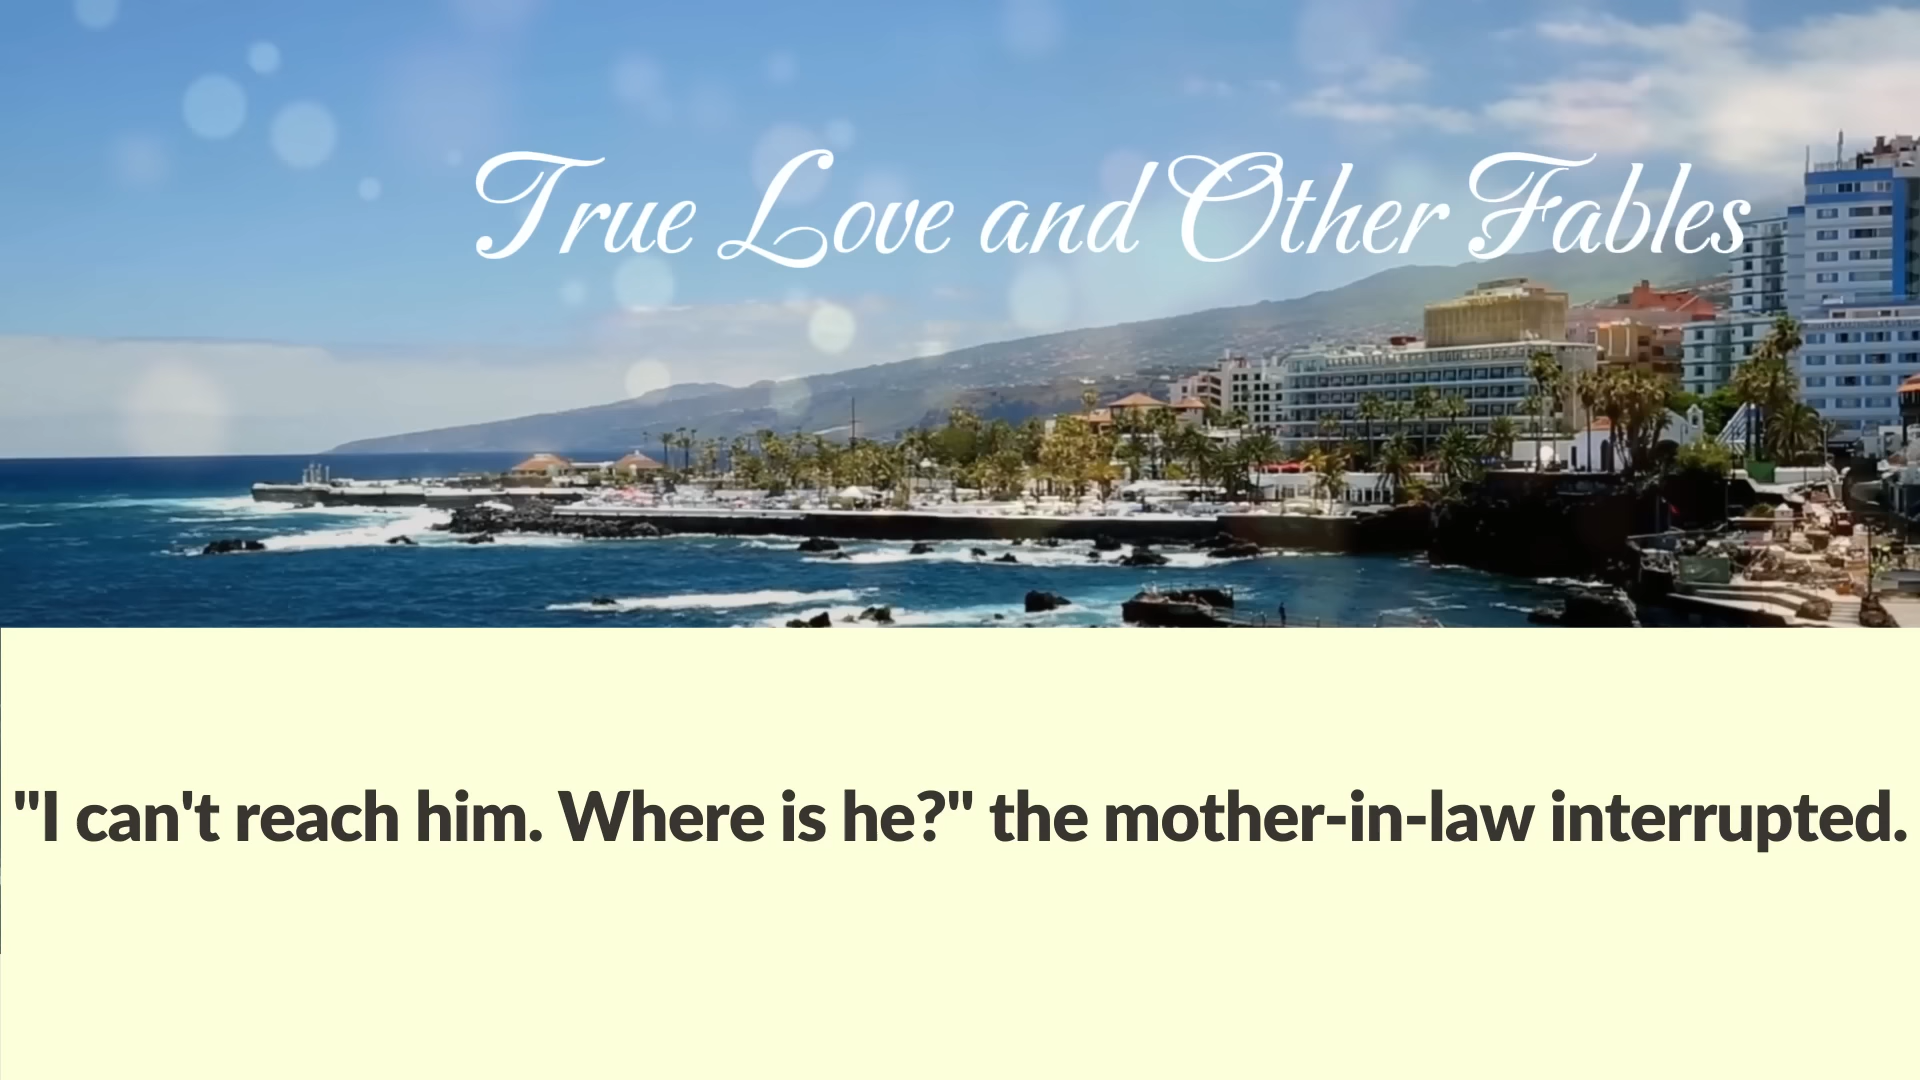 True Love and Other Fables
"I can't reach him. Where is he?" the mother-in-law interrupted.